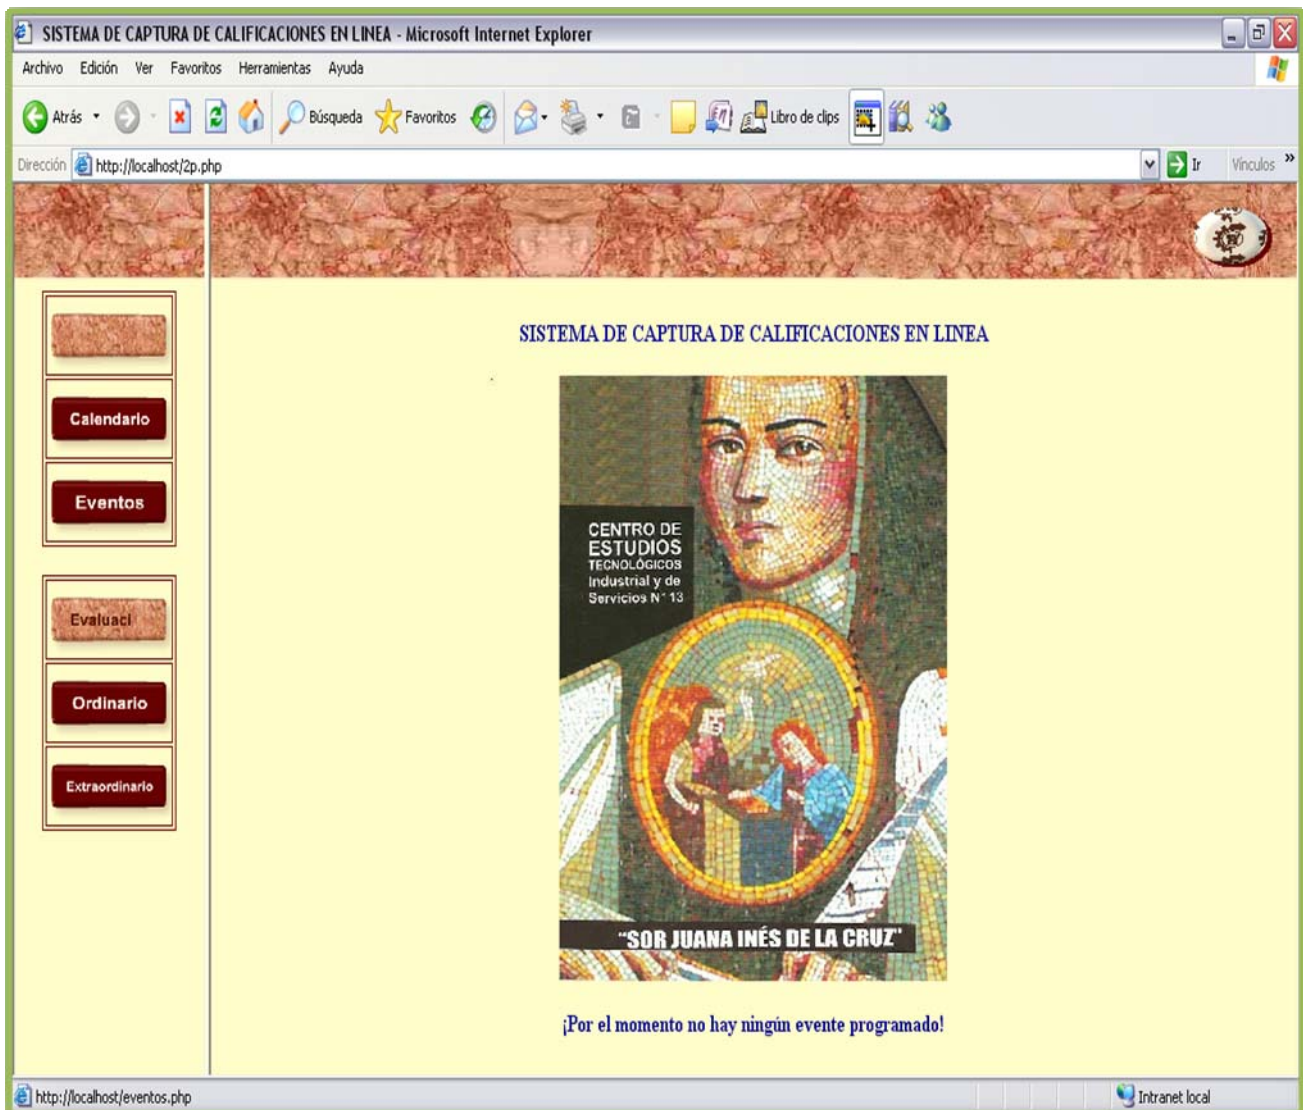 SISTEMA DE CAPTURA DE CALIFICACIONES EN LINEA - Microsoft Internet Explorer
Archivo Edición Ver Favoritos Herramientas Ayuda
Atrás Búsqueda Favoritos Libro de clips
Dirección http://localhost/2p.php Ir Vínculos »
SISTEMA DE CAPTURA DE CALIFICACIONES EN LINEA
Calendario
Eventos
Evaluaci
Ordinario
Extraordinario
CENTRO DE
ESTUDIOS
TECNOLÓGICOS
Industrial y de
Servicios N° 13
"SOR JUANA INÉS DE LA CRUZ"
¡Por el momento no hay ningún evente programado!
http://localhost/eventos.php Intranet local